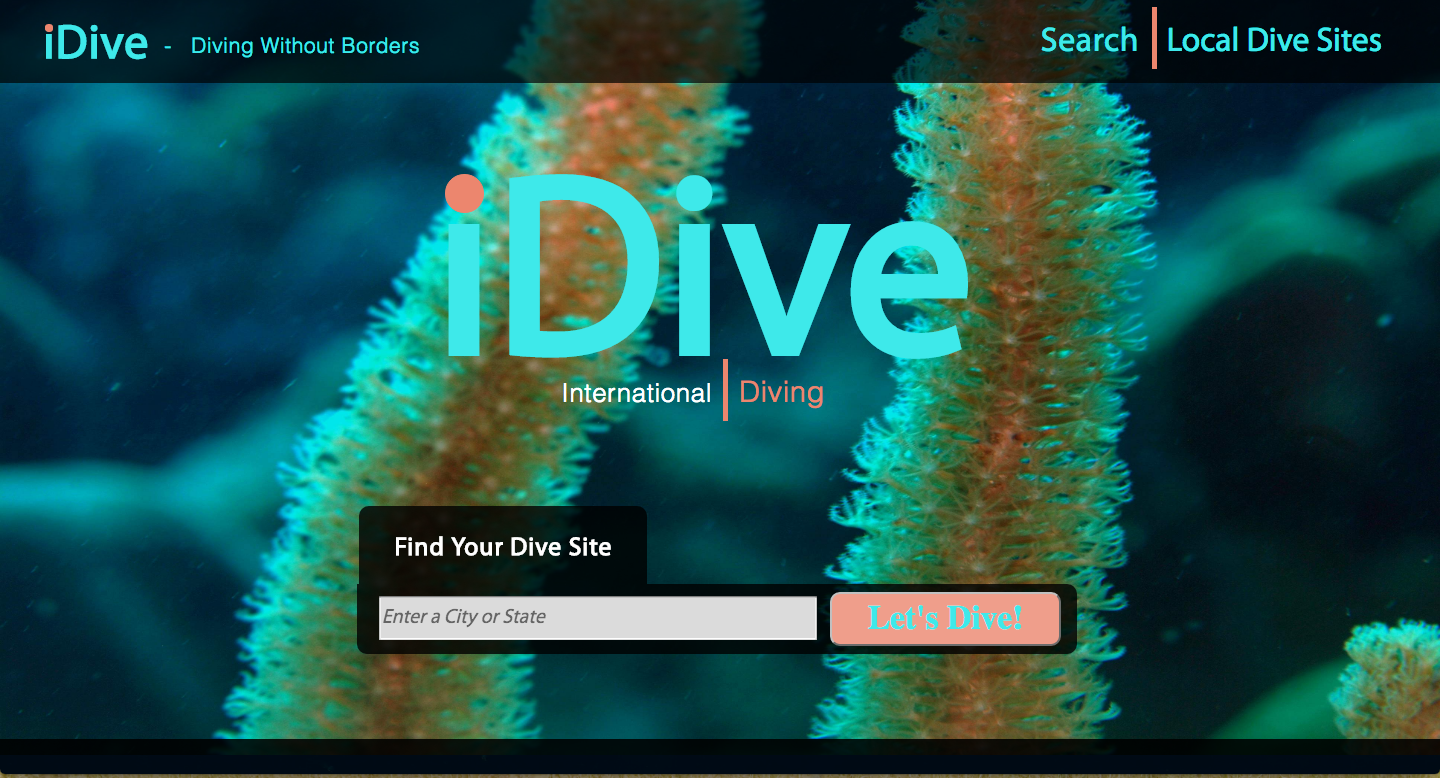 iDive - Diving Without Borders
Search | Local Dive Sites
iDive
International | Diving
Find Your Dive Site
Enter a City or State
Let's Dive!